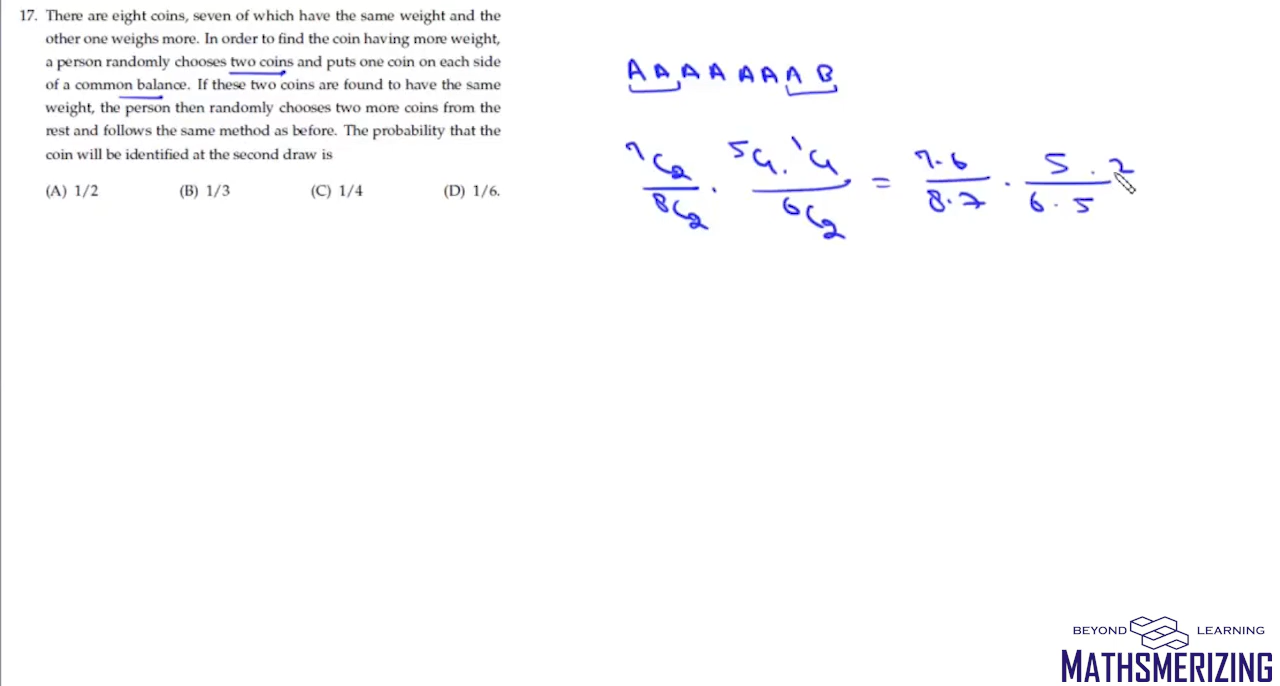 17. There are eight coins, seven of which have the same weight and the
other one weighs more. In order to find the coin having more weight,
a person randomly chooses two coins and puts one coin on each side
of a common balance. If these two coins are found to have the same
weight, the person then randomly chooses two more coins from the
rest and follows the same method as before. The probability that the
coin will be identified at the second draw is
(A) 1/2 (B) 1/3 (C) 1/4 (D) 1/6.
A A A A A A A B
⁷C₂/⁸C₂ · ⁵C₁ · ¹C₁/⁶C₂ = 7·6/8·7 · 5 · 2/6 · 5
BEYOND LEARNING
MATHSMERIZING